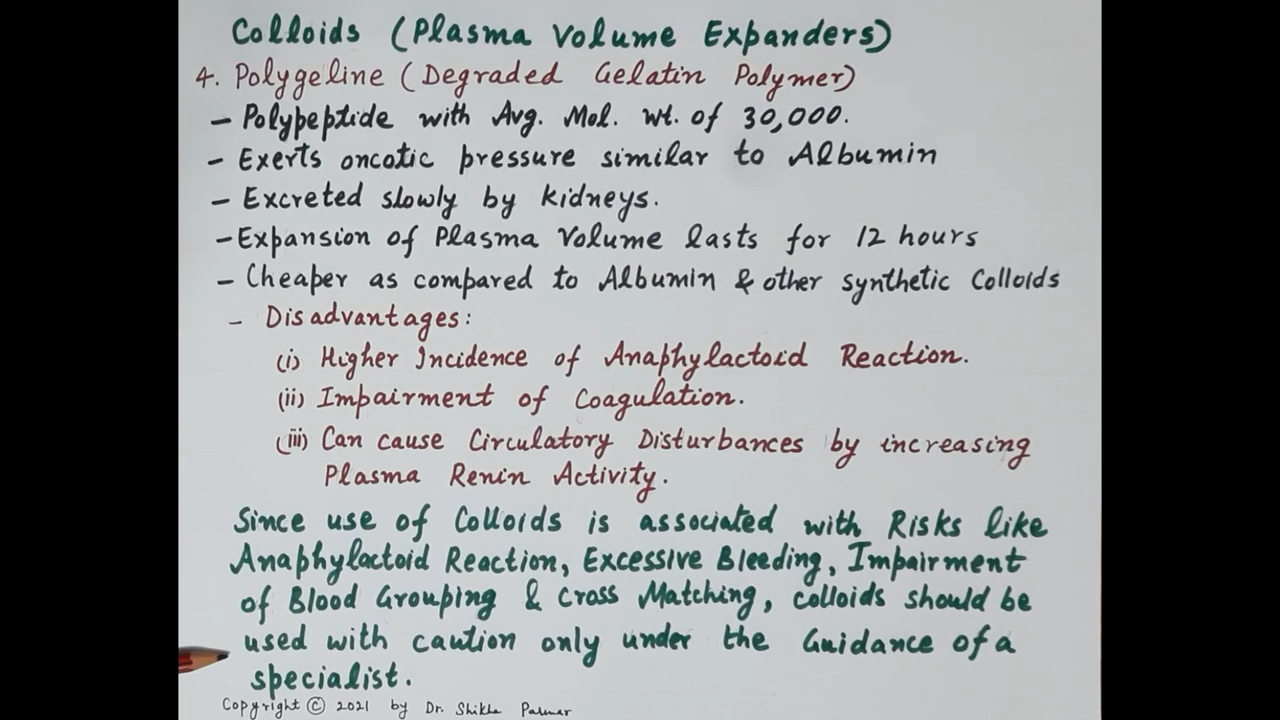 Colloids (Plasma Volume Expanders)
4. Polygeline (Degraded Gelatin Polymer)
- Polypeptide with Avg. Mol. wt. of 30,000.
- Exerts oncotic pressure similar to Albumin
- Excreted slowly by kidneys.
- Expansion of Plasma Volume lasts for 12 hours
- Cheaper as compared to Albumin & other synthetic Colloids
- Disadvantages:
(i) Higher Incidence of Anaphylactoid Reaction.
(ii) Impairment of Coagulation.
(iii) Can cause Circulatory Disturbances by increasing
Plasma Renin Activity.
Since use of Colloids is associated with Risks like
Anaphylactoid Reaction, Excessive Bleeding, Impairment
of Blood Grouping & Cross Matching, colloids should be
used with caution only under the Guidance of a
specialist.
Copyright © 2021 by Dr. Shikha Parmar